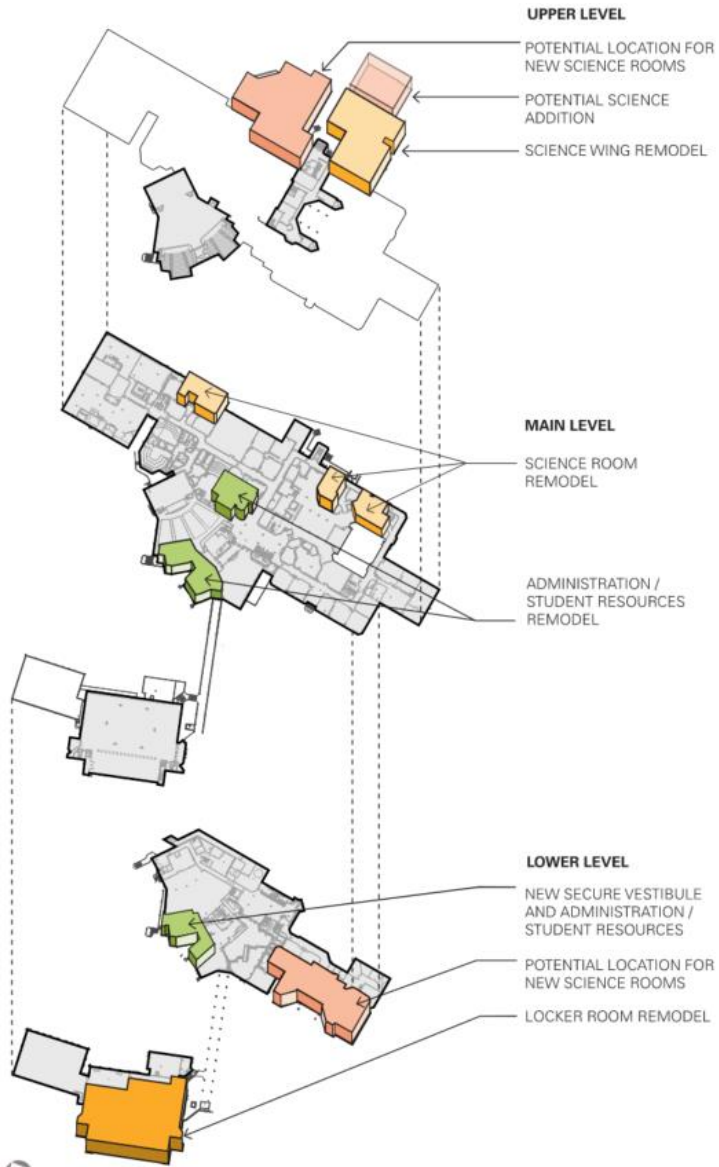 UPPER LEVEL
POTENTIAL LOCATION FOR
NEW SCIENCE ROOMS
POTENTIAL SCIENCE
ADDITION
SCIENCE WING REMODEL
MAIN LEVEL
SCIENCE ROOM
REMODEL
ADMINISTRATION /
STUDENT RESOURCES
REMODEL
LOWER LEVEL
NEW SECURE VESTIBULE
AND ADMINISTRATION /
STUDENT RESOURCES
POTENTIAL LOCATION FOR
NEW SCIENCE ROOMS
LOCKER ROOM REMODEL